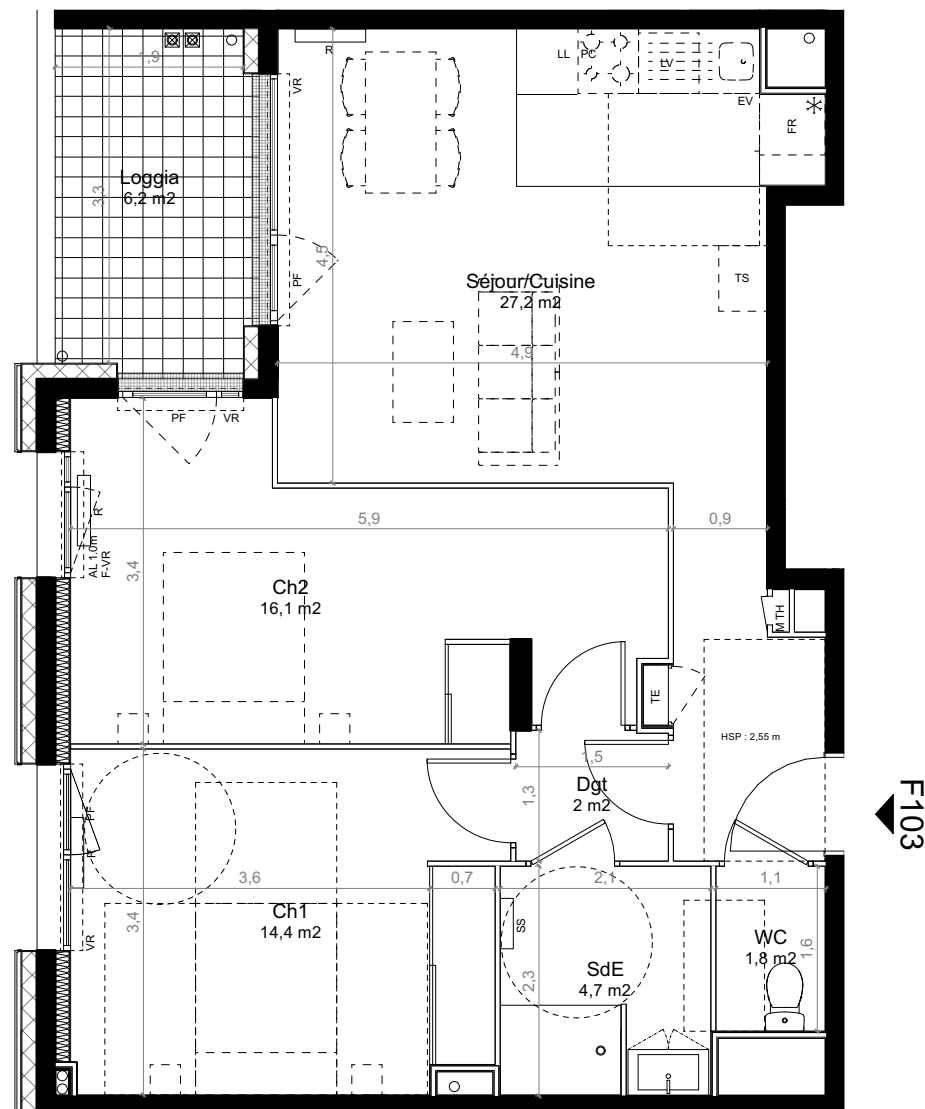 R
LL
PC
LV
EV
FR
1,9
VR
Loggia
6,2 m2
3,3
4,5
PF
Séjour/Cuisine
27,2 m2
TS
4,9
PF
VR
R
AL 1.0m
F-VR
5,9
0,9
3,4
Ch2
16,1 m2
M TH
TE
HSP : 2,55 m
1,5
1,3
Dgt
2 m2
F103
PF
R
3,6
0,7
2,1
1,1
Ch1
14,4 m2
3,4
VR
SS
2,3
SdE
4,7 m2
WC
1,8 m2
1,6